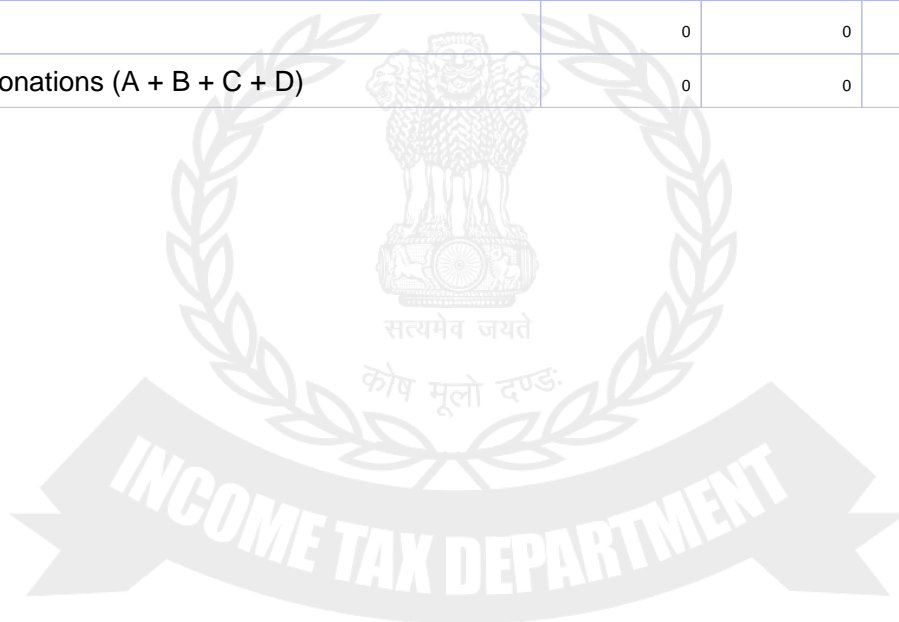 0 0
onations (A + B + C + D) 0 0
सत्यमेव जयते
कोष मूलो दण्डः
INCOME TAX DEPARTMENT